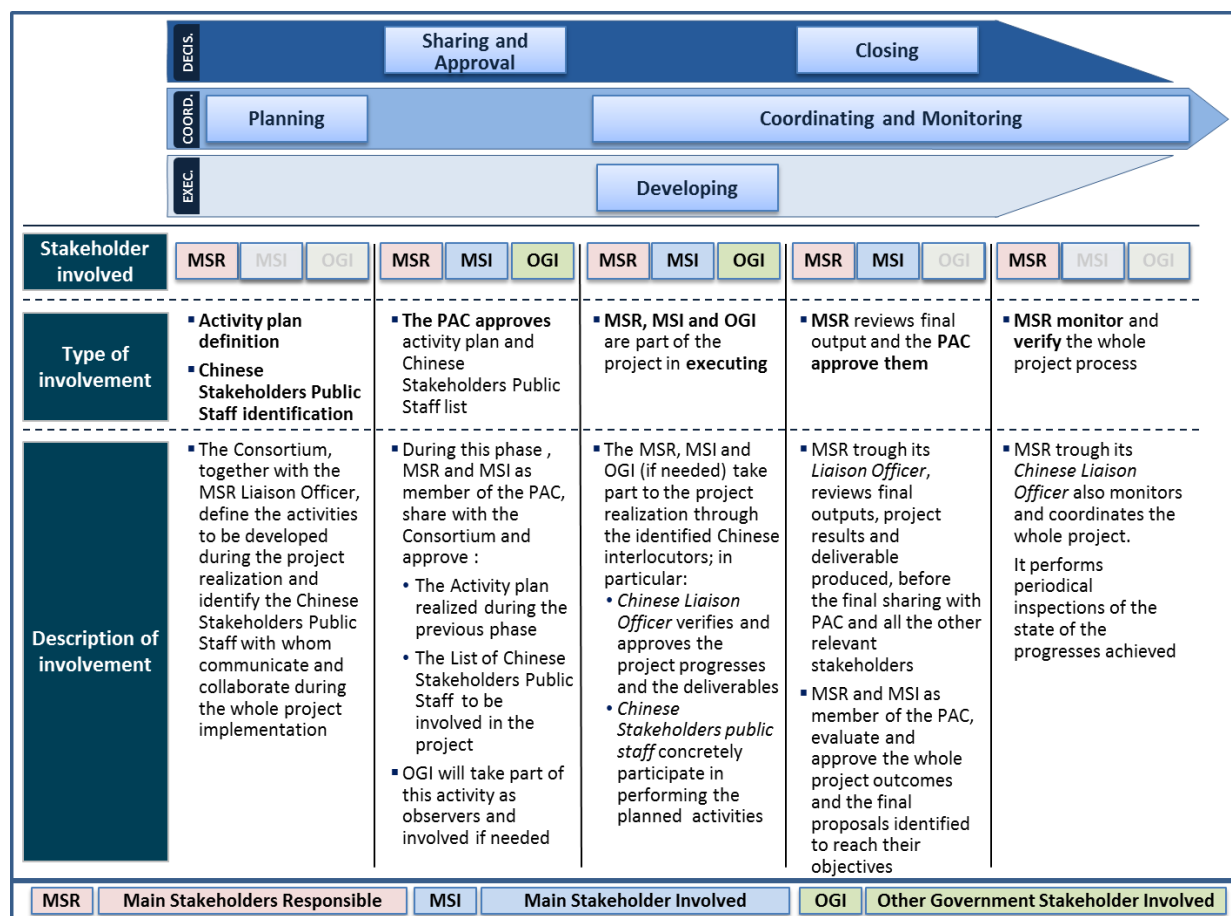 DECIS.
Sharing and
Approval
Closing
COORD.
Planning
Coordinating and Monitoring
EXEC.
Developing
Stakeholder
involved
MSR MSI OGI
MSR MSI OGI
MSR MSI OGI
MSR MSI OGI
MSR MSI OGI
Type of
involvement
▪ Activity plan
definition
▪ Chinese
Stakeholders Public
Staff identification
▪ The PAC approves
activity plan and
Chinese
Stakeholders Public
Staff list
▪ MSR, MSI and OGI
are part of the
project in executing
▪ MSR reviews final
output and the PAC
approve them
▪ MSR monitor and
verify the whole
project process
Description of
involvement
▪ The Consortium,
together with the
MSR Liaison Officer,
define the activities
to be developed
during the project
realization and
identify the Chinese
Stakeholders Public
Staff with whom
communicate and
collaborate during
the whole project
implementation
▪ During this phase ,
MSR and MSI as
member of the PAC,
share with the
Consortium and
approve :
• The Activity plan
realized during the
previous phase
• The List of Chinese
Stakeholders Public
Staff to be
involved in the
project
▪ OGI will take part of
this activity as
observers and
involved if needed
▪ The MSR, MSI and
OGI (if needed) take
part to the project
realization through
the identified Chinese
interlocutors; in
particular:
• Chinese Liaison
Officer verifies and
approves the
project progresses
and the deliverables
• Chinese
Stakeholders public
staff concretely
participate in
performing the
planned activities
▪ MSR trough its
Liaison Officer,
reviews final
outputs, project
results and
deliverable
produced, before
the final sharing with
PAC and all the other
relevant
stakeholders
▪ MSR and MSI as
member of the PAC,
evaluate and
approve the whole
project outcomes
and the final
proposals identified
to reach their
objectives
▪ MSR trough its
Chinese Liaison
Officer also monitors
and coordinates the
whole project.
It performs
periodical
inspections of the
state of the
progresses achieved
MSR Main Stakeholders Responsible MSI Main Stakeholder Involved OGI Other Government Stakeholder Involved